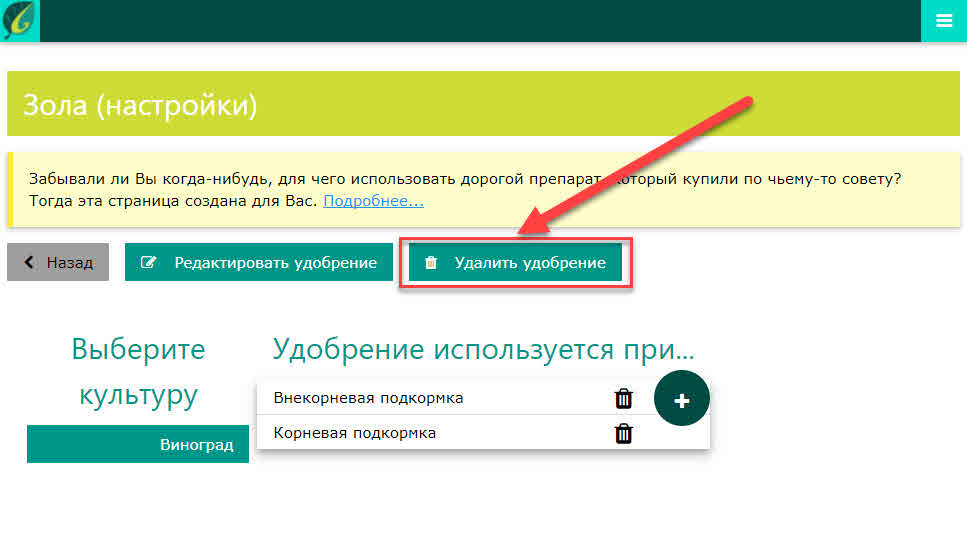 Зола (настройки)
Забывали ли Вы когда-нибудь, для чего использовать дорогой препарат, который купили по чьему-то совету?
Тогда эта страница создана для Вас. Подробнее...
Назад
Редактировать удобрение
Удалить удобрение
Выберите
культуру
Виноград
Удобрение используется при...
Внекорневая подкормка
Корневая подкормка